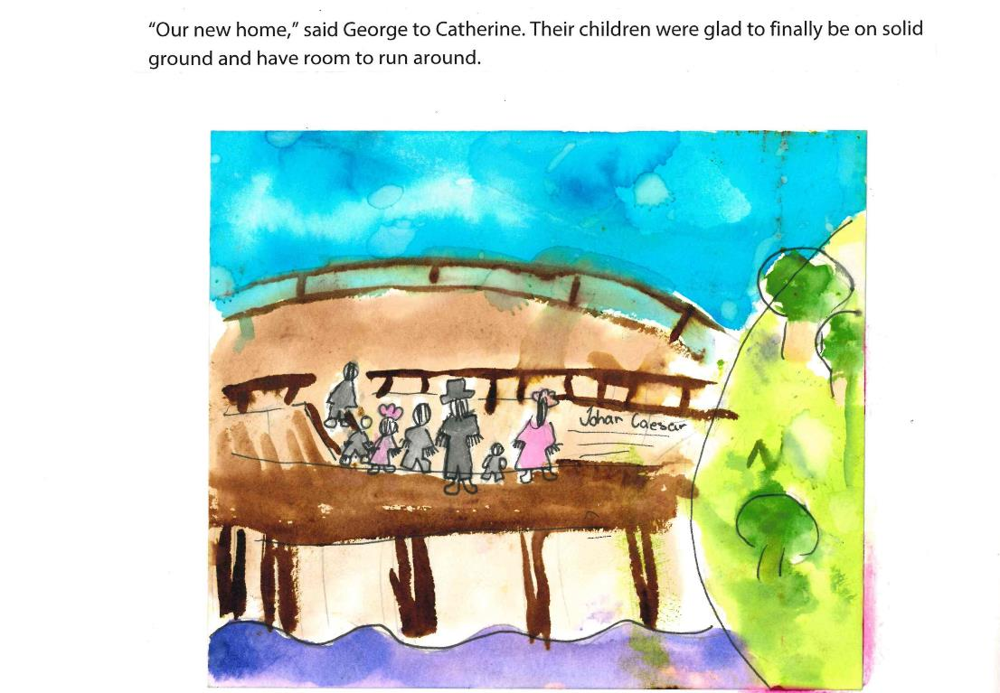 “Our new home,” said George to Catherine. Their children were glad to finally be on solid
ground and have room to run around.
Johan Caesar